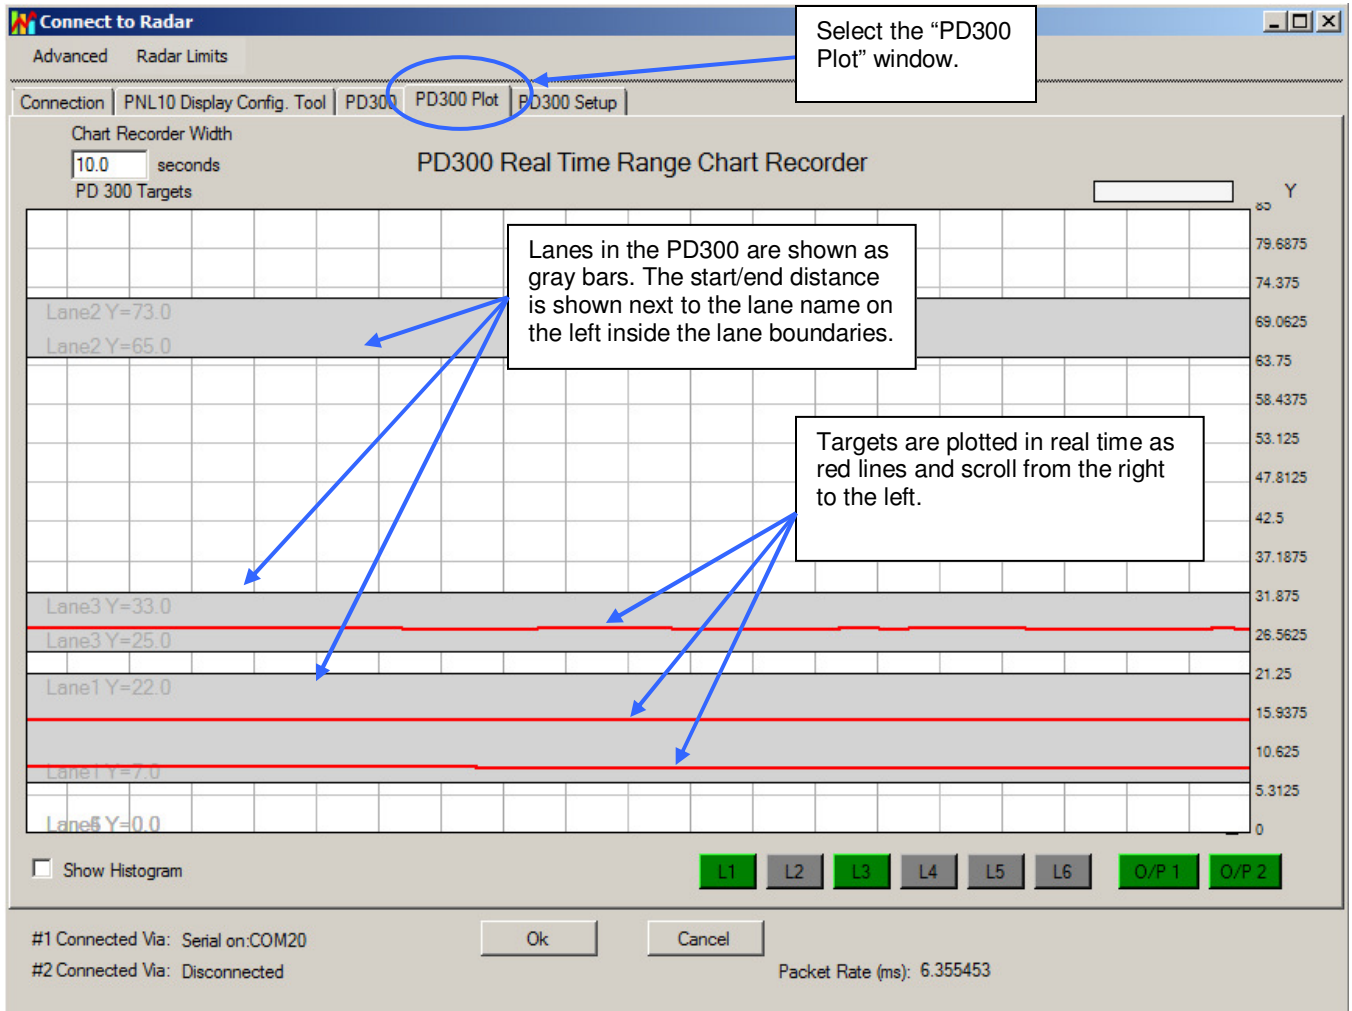 Connect to Radar
Select the “PD300
Plot” window.
Advanced Radar Limits
Connection PNL10 Display Config. Tool PD300 PD300 Plot PD300 Setup
Chart Recorder Width
10.0 seconds
PD300 Real Time Range Chart Recorder
PD 300 Targets
Y
85
79.6875
74.375
69.0625
63.75
58.4375
53.125
47.8125
42.5
37.1875
31.875
26.5625
21.25
15.9375
10.625
5.3125
0
Lanes in the PD300 are shown as
gray bars. The start/end distance
is shown next to the lane name on
the left inside the lane boundaries.
Lane2 Y=73.0
Lane2 Y=65.0
Targets are plotted in real time as
red lines and scroll from the right
to the left.
Lane3 Y=33.0
Lane3 Y=25.0
Lane1 Y=22.0
Lane1 Y=7.0
Y=0.0
Show Histogram
L1 L2 L3 L4 L5 L6 O/P 1 O/P 2
#1 Connected Via: Serial on:COM20
Ok Cancel
#2 Connected Via: Disconnected
Packet Rate (ms): 6.355453